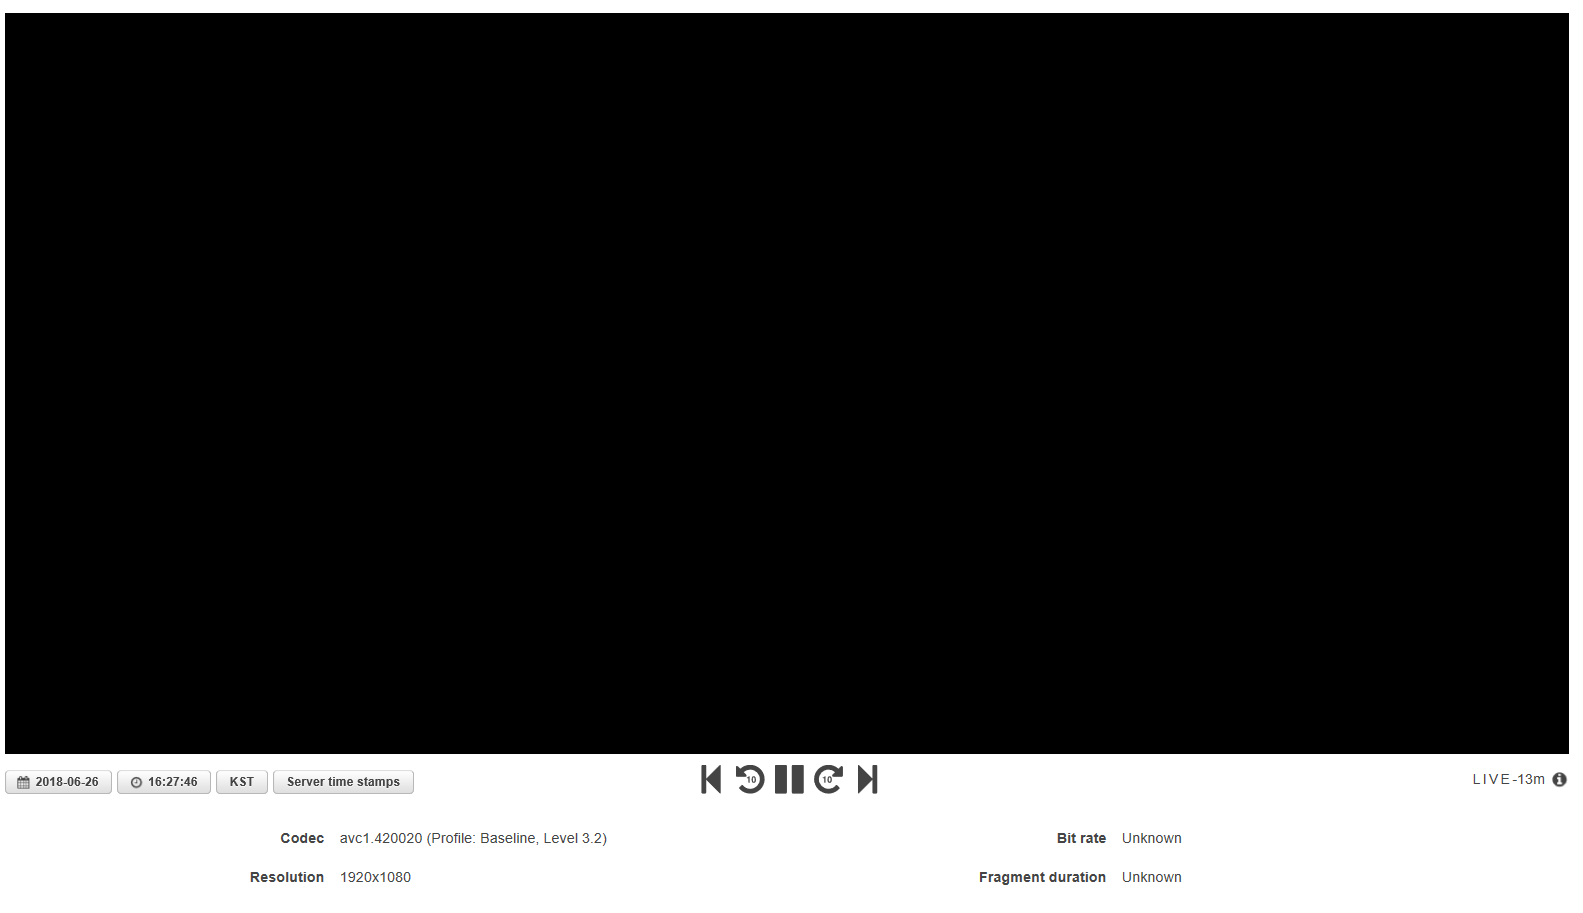 2018-06-26 16:27:46 KST Server time stamps 10 10 LIVE -13m
Codec avc1.420020 (Profile: Baseline, Level 3.2) Bit rate Unknown
Resolution 1920x1080 Fragment duration Unknown